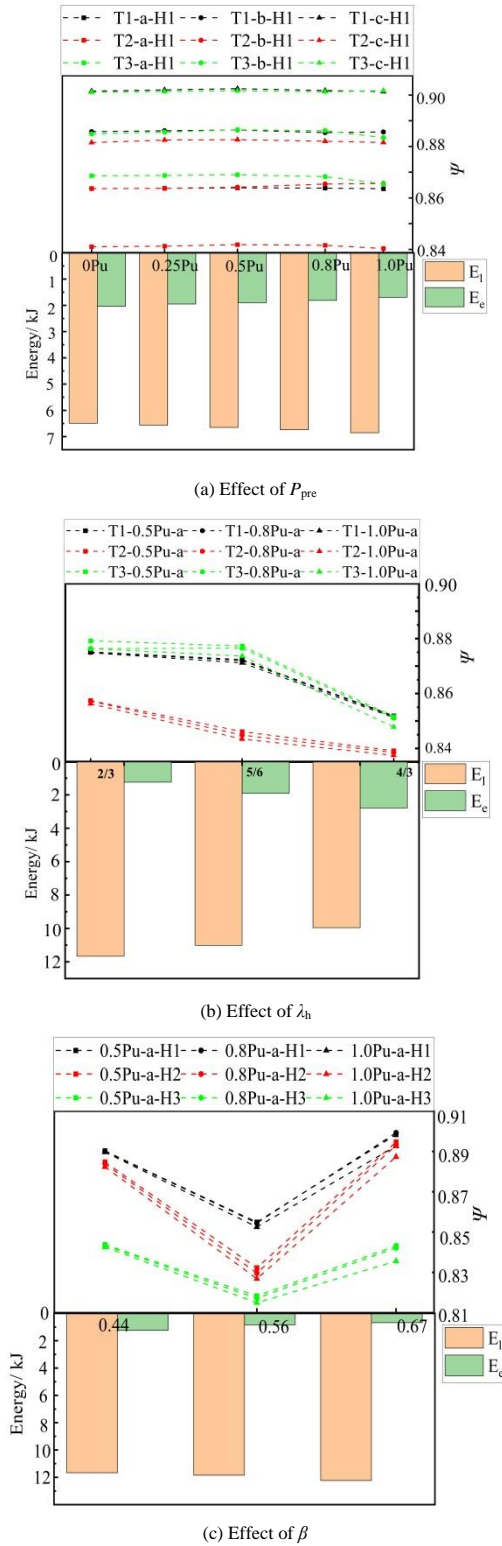 T1-a-H1 T1-b-H1 T1-c-H1
T2-a-H1 T2-b-H1 T2-c-H1
T3-a-H1 T3-b-H1 T3-c-H1
0.90
0.88
Ψ
0.86
0.84
0Pu 0.25Pu 0.5Pu 0.8Pu 1.0Pu
0
1
2
3
4
5
6
7
Energy/ kJ
E_l
E_e
(a) Effect of P_pre
T1-0.5Pu-a T1-0.8Pu-a T1-1.0Pu-a
T2-0.5Pu-a T2-0.8Pu-a T2-1.0Pu-a
T3-0.5Pu-a T3-0.8Pu-a T3-1.0Pu-a
0.90
0.88
Ψ
0.86
0.84
2/3 5/6 4/3
0
2
4
6
8
10
12
Energy/ kJ
E_l
E_e
(b) Effect of λ_h
0.5Pu-a-H1 0.8Pu-a-H1 1.0Pu-a-H1
0.5Pu-a-H2 0.8Pu-a-H2 1.0Pu-a-H2
0.5Pu-a-H3 0.8Pu-a-H3 1.0Pu-a-H3
0.91
0.89
0.87
Ψ
0.85
0.83
0.81
0.44 0.56 0.67
0
2
4
6
8
10
12
Energy/ kJ
E_l
E_e
(c) Effect of β